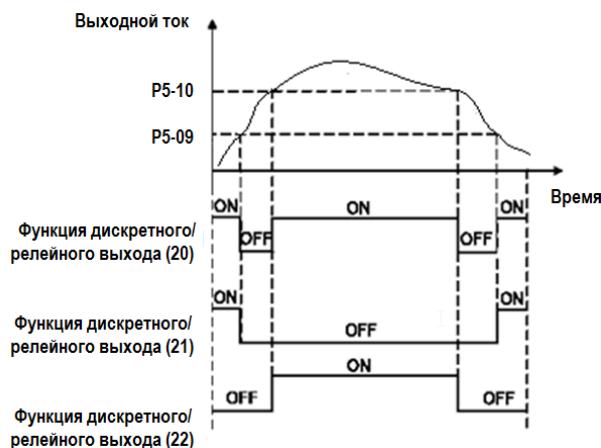 Выходной ток
P5-10
P5-09
Время
ON ON ON
Функция дискретного/
релейного выхода (20)
OFF OFF
ON ON
Функция дискретного/
релейного выхода (21)
OFF
ON
OFF OFF
Функция дискретного/
релейного выхода (22)